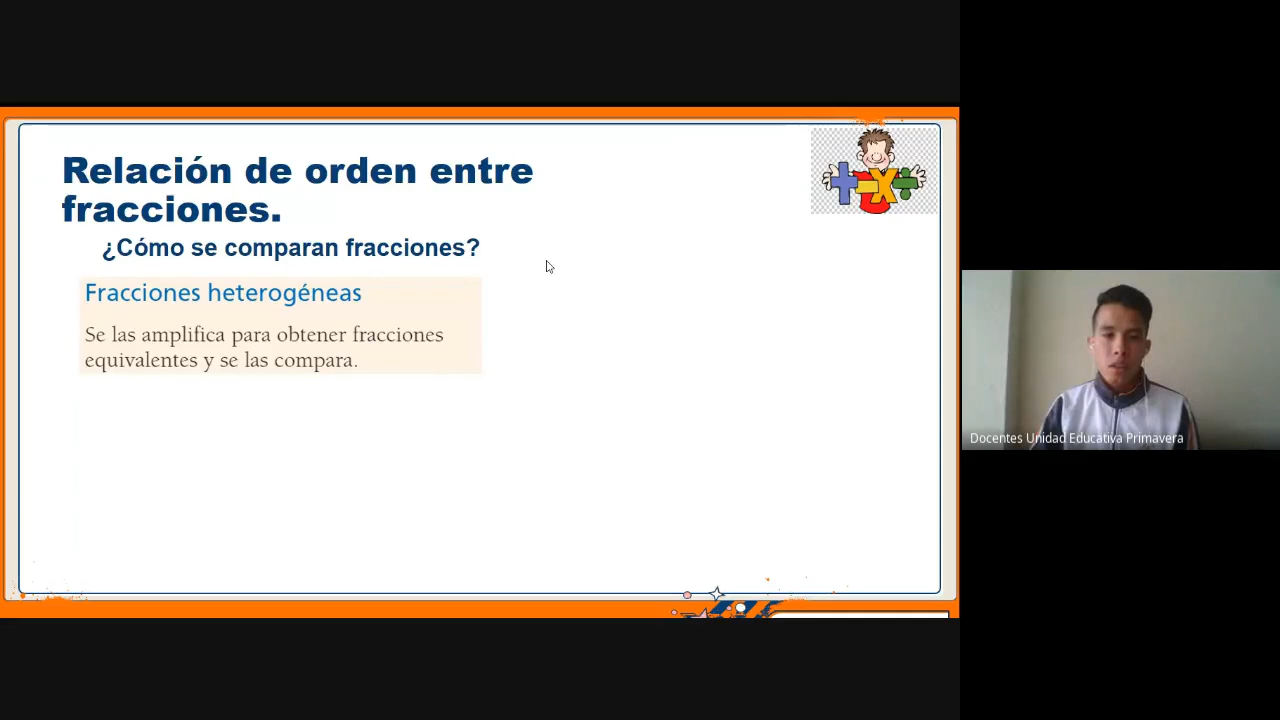 Relación de orden entre
fracciones.
¿Cómo se comparan fracciones?
Fracciones heterogéneas
Se las amplifica para obtener fracciones
equivalentes y se las compara.
Docentes Unidad Educativa Primavera